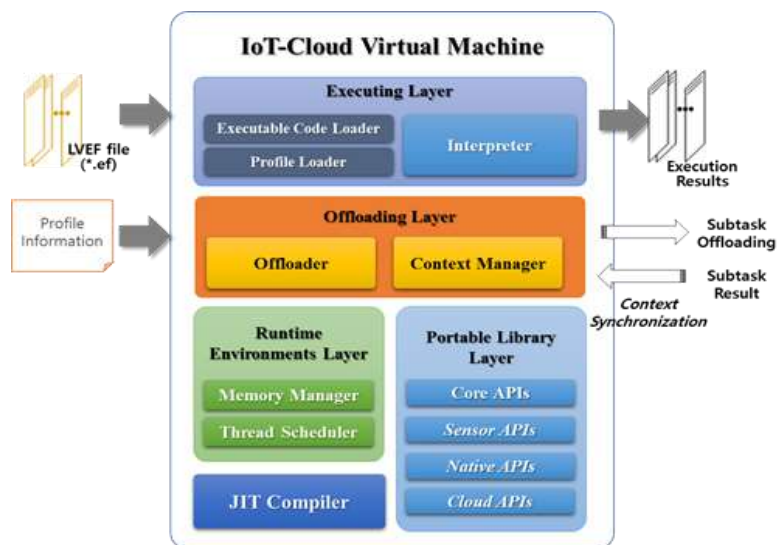 IoT-Cloud Virtual Machine
Executing Layer
Executable Code Loader
Profile Loader
Interpreter
LVEF file
(*.ef)
Execution
Results
Profile
Information
Offloading Layer
Offloader
Context Manager
Subtask
Offloading
Subtask
Result
Context
Synchronization
Runtime
Environments Layer
Memory Manager
Thread Scheduler
JIT Compiler
Portable Library
Layer
Core APIs
Sensor APIs
Native APIs
Cloud APIs